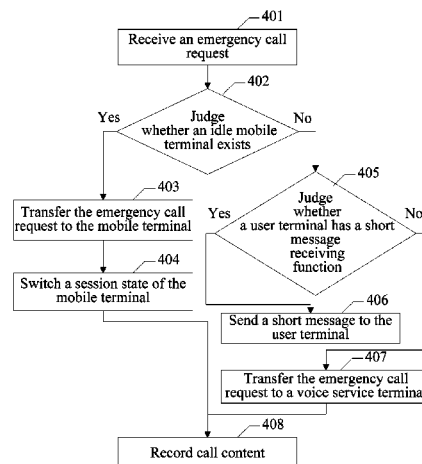 401
Receive an emergency call
request
402
Yes
No
Judge
whether an idle mobile
terminal exists
403
Transfer the emergency call
request to the mobile terminal
404
Switch a session state of the
mobile terminal
405
Judge
whether
a user terminal has a short
message
receiving
function
Yes
No
406
Send a short message to the
user terminal
407
Transfer the emergency call
request to a voice service terminal
408
Record call content